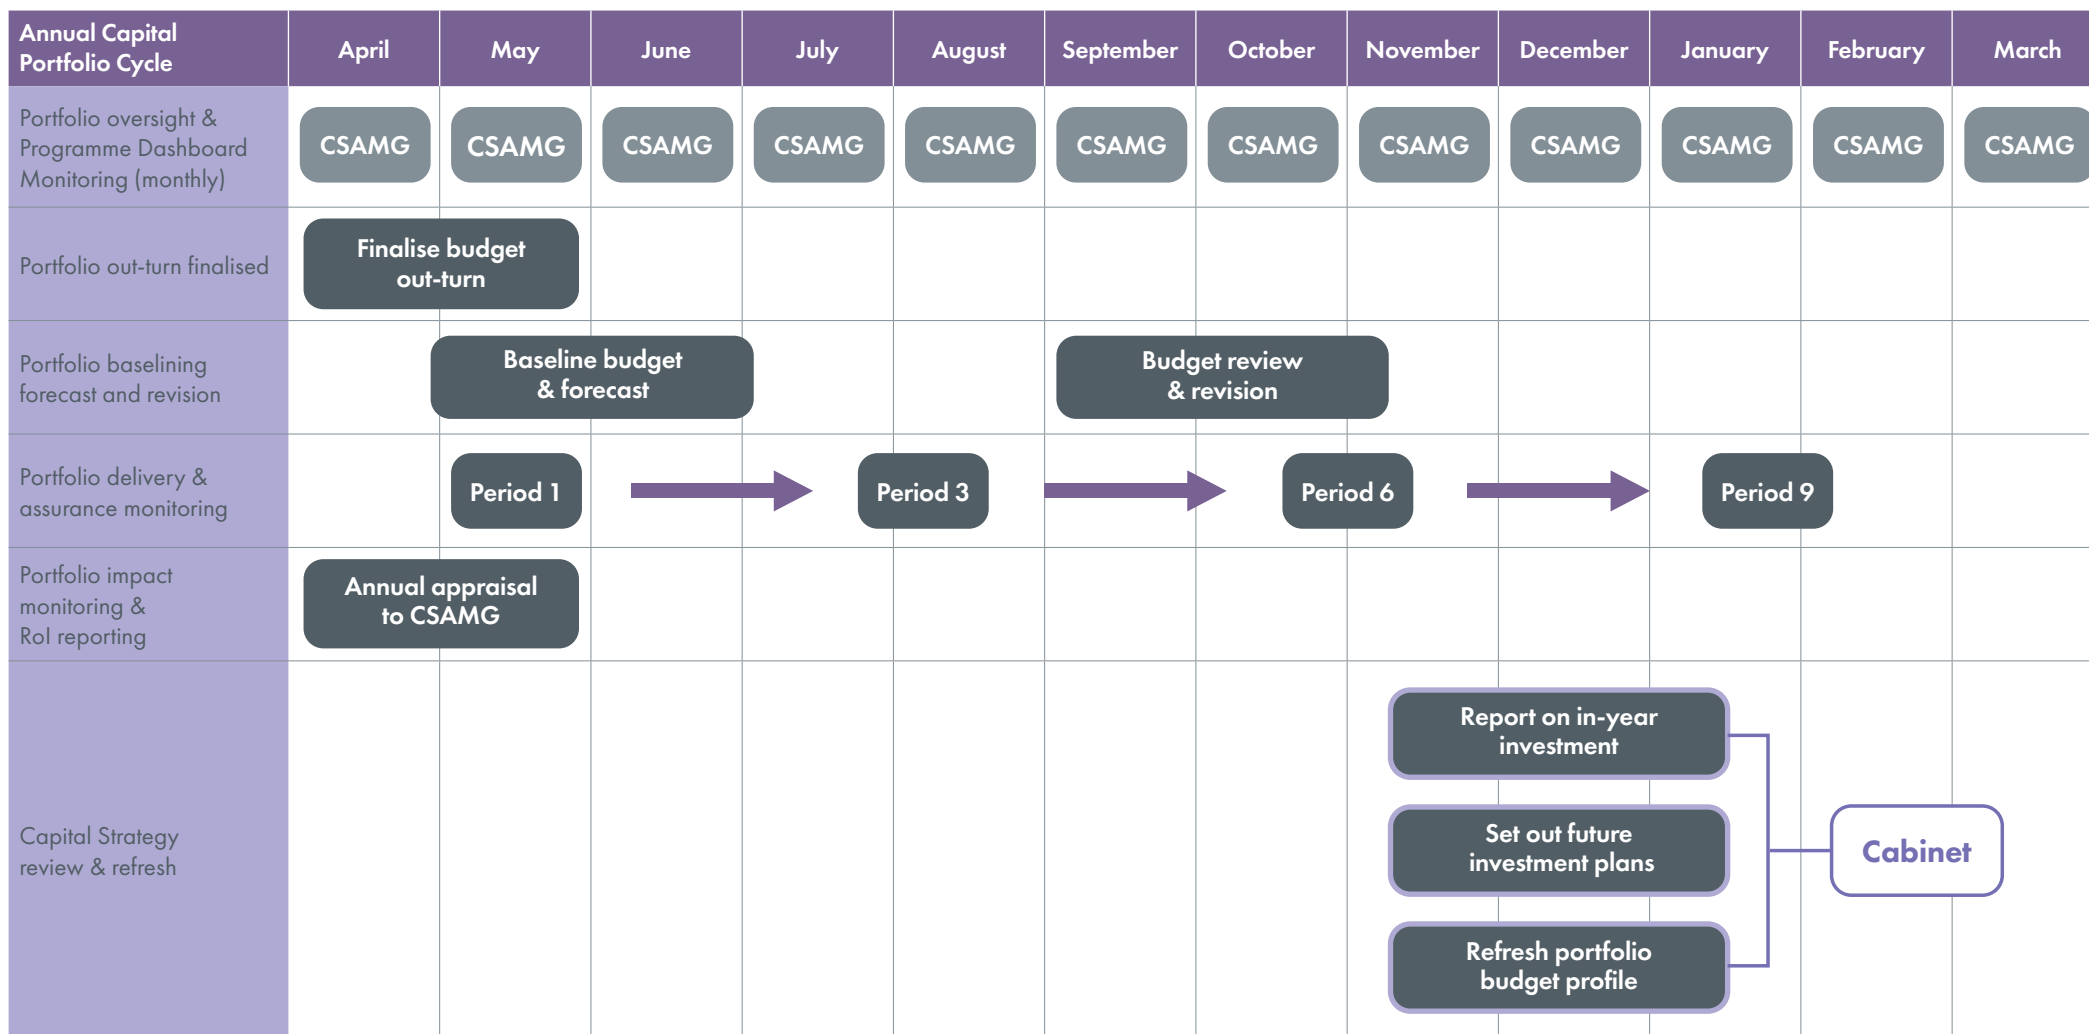 Annual Capital
Portfolio Cycle
April
May
June
July
August
September
October
November
December
January
February
March
Portfolio oversight &
Programme Dashboard
Monitoring (monthly)
CSAMG
CSAMG
CSAMG
CSAMG
CSAMG
CSAMG
CSAMG
CSAMG
CSAMG
CSAMG
CSAMG
CSAMG
Portfolio out-turn finalised
Finalise budget
out-turn
Portfolio baselining
forecast and revision
Baseline budget
& forecast
Budget review
& revision
Portfolio delivery &
assurance monitoring
Period 1
Period 3
Period 6
Period 9
Portfolio impact
monitoring &
RoI reporting
Annual appraisal
to CSAMG
Capital Strategy
review & refresh
Report on in-year
investment
Set out future
investment plans
Refresh portfolio
budget profile
Cabinet